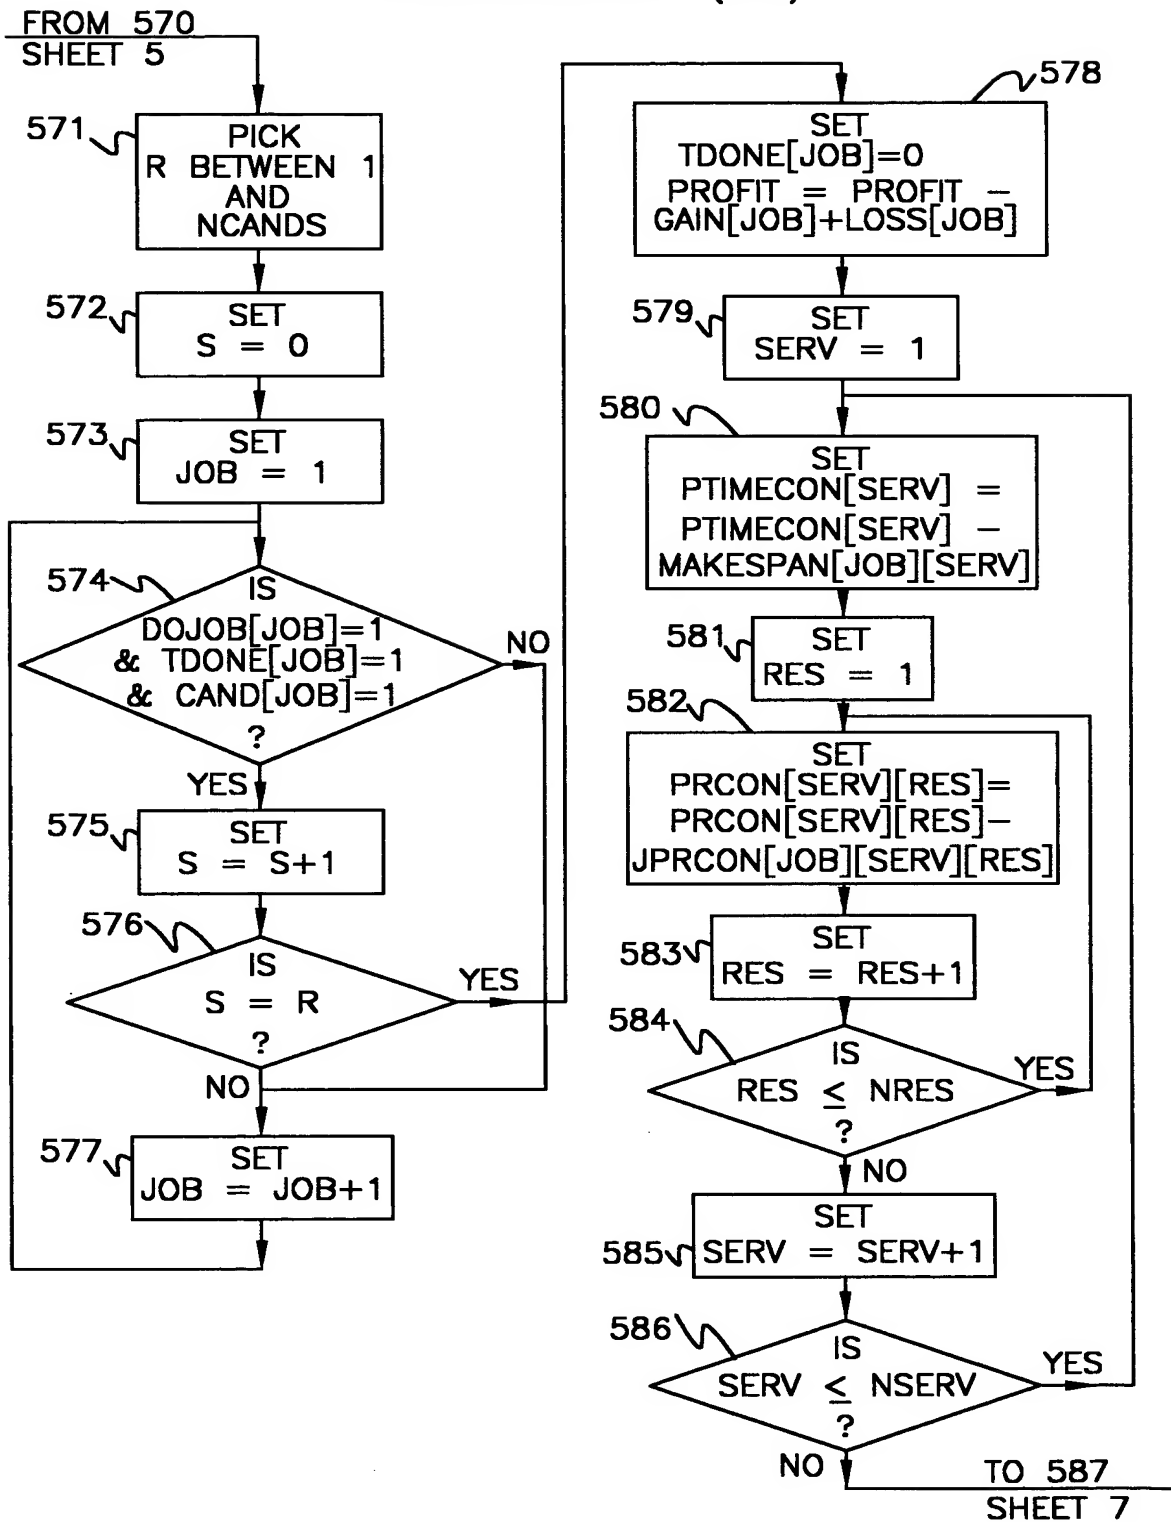 FROM 570
SHEET 5
571
PICK
R BETWEEN 1
AND
NCANDS
572
SET
S = 0
573
SET
JOB = 1
574
IS
DOJOB[JOB]=1
& TDONE[JOB]=1
& CAND[JOB]=1
?
NO
YES
575
SET
S = S+1
576
IS
S = R
?
YES
NO
577
SET
JOB = JOB+1
578
SET
TDONE[JOB]=0
PROFIT = PROFIT -
GAIN[JOB]+LOSS[JOB]
579
SET
SERV = 1
580
SET
PTIMECON[SERV] =
PTIMECON[SERV] -
MAKESPAN[JOB][SERV]
581
SET
RES = 1
582
SET
PRCON[SERV][RES]=
PRCON[SERV][RES]-
JPRCON[JOB][SERV][RES]
583
SET
RES = RES+1
584
IS
RES ≤ NRES
?
YES
NO
585
SET
SERV = SERV+1
586
IS
SERV ≤ NSERV
?
YES
NO
TO 587
SHEET 7